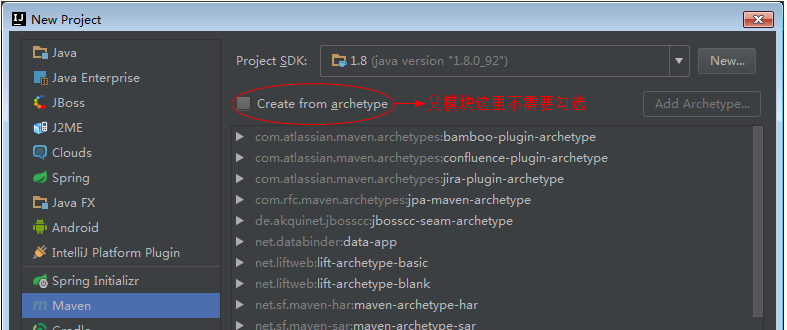 New Project
Java
Java Enterprise
JBoss
J2ME
Clouds
Spring
Java FX
Android
IntelliJ Platform Plugin
Spring Initializr
Maven
Gradle
Project SDK:
1.8 (java version "1.8.0_92")
New...
Create from archetype
父模块这里不需要勾选
Add Archetype...
com.atlassian.maven.archetypes:bamboo-plugin-archetype
com.atlassian.maven.archetypes:confluence-plugin-archetype
com.atlassian.maven.archetypes:jira-plugin-archetype
com.rfc.maven.archetypes:jpa-maven-archetype
de.akquinet.jbosscc:jbosscc-seam-archetype
net.databinder:data-app
net.liftweb:lift-archetype-basic
net.liftweb:lift-archetype-blank
net.sf.maven-har:maven-archetype-har
net.sf.maven-sar:maven-archetype-sar